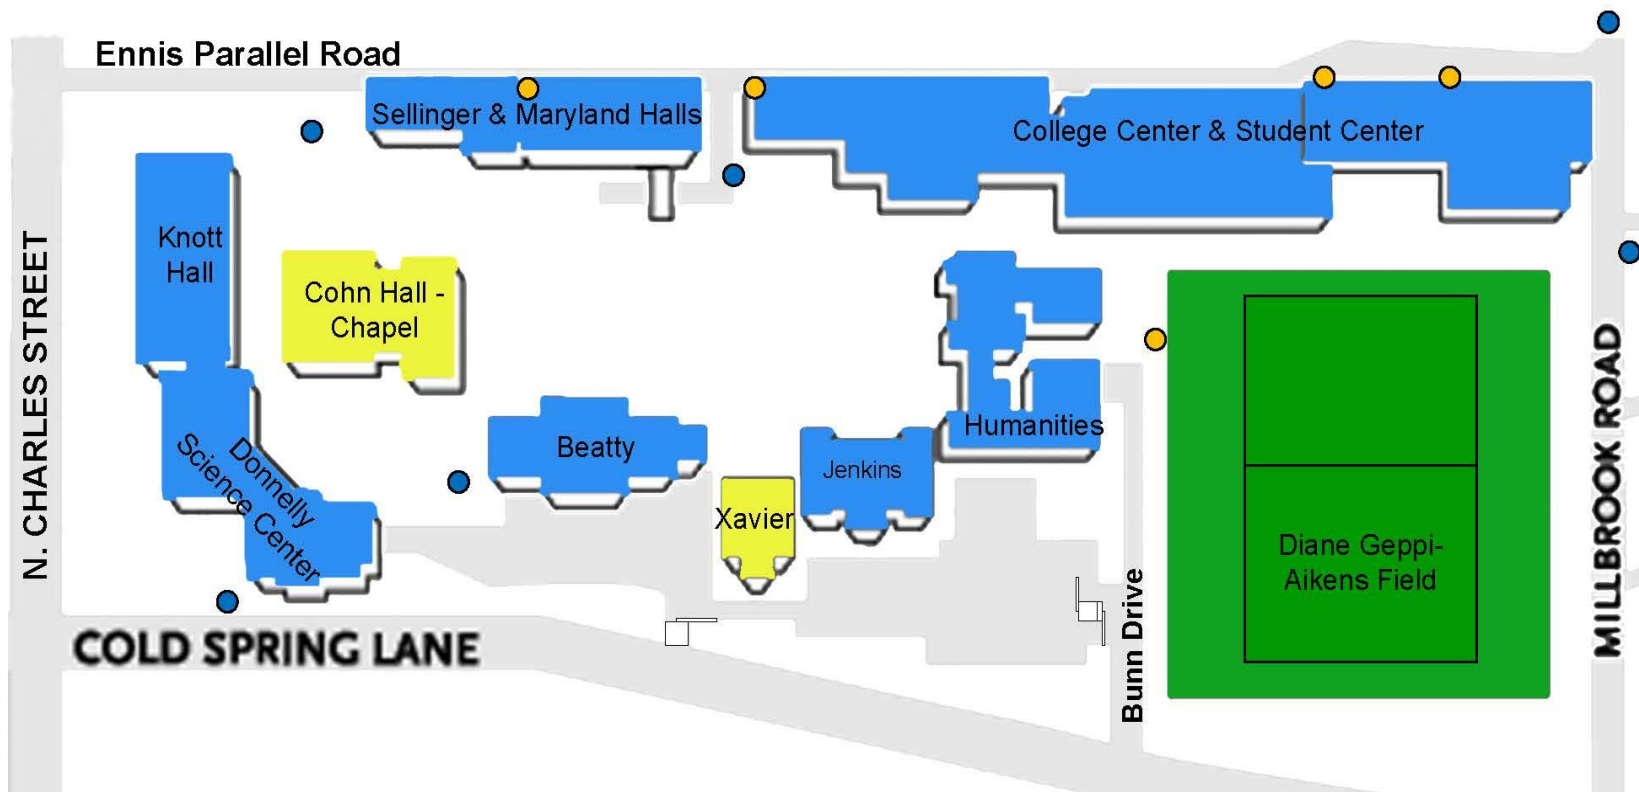 Ennis Parallel Road
Sellinger & Maryland Halls
College Center & Student Center
Knott
Hall
Cohn Hall -
Chapel
N. CHARLES STREET
Donnelly
Science Center
Beatty
Xavier
Jenkins
Humanities
Diane Geppi-
Aikens Field
MILLBROOK ROAD
Bunn Drive
COLD SPRING LANE